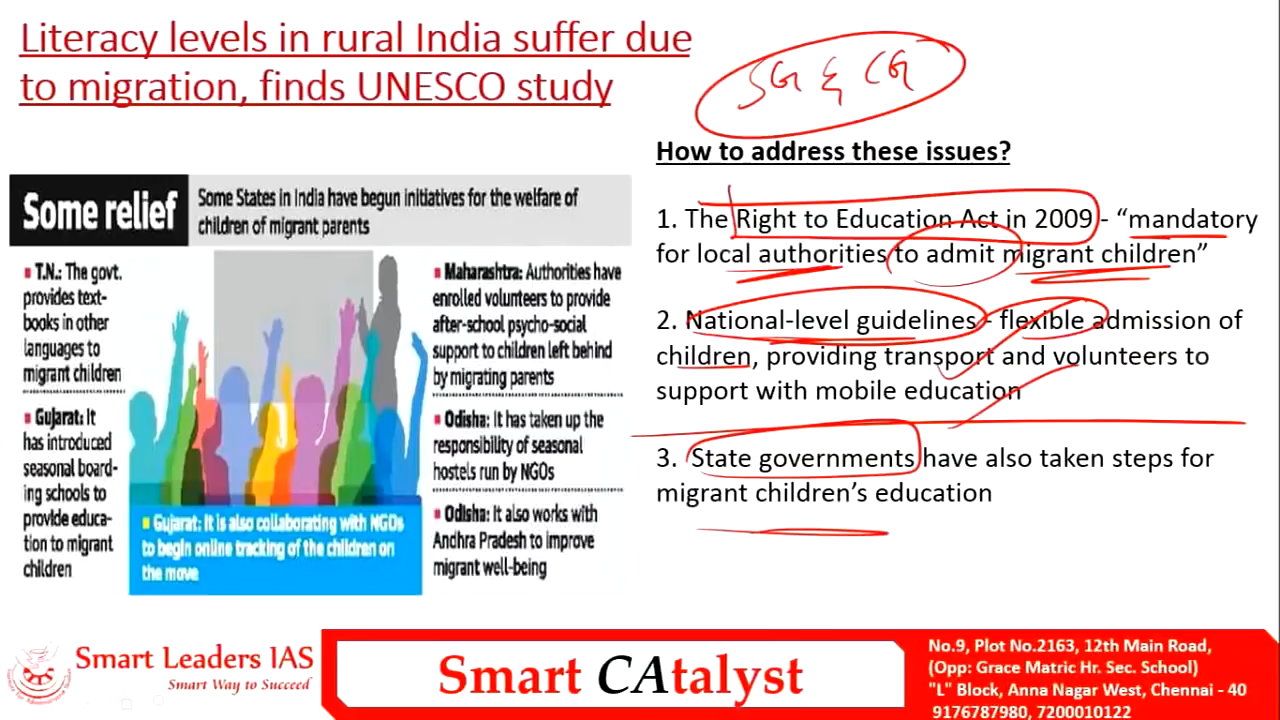 Literacy levels in rural India suffer due
to migration, finds UNESCO study
SG & CG
Some relief
Some States in India have begun initiatives for the welfare of
children of migrant parents
T.N.: The govt.
provides text-
books in other
languages to
migrant children
Gujarat: It
has introduced
seasonal board-
ing schools to
provide educa-
tion to migrant
children
Gujarat: It is also collaborating with NGOs
to begin online tracking of the children on
the move
Maharashtra: Authorities have
enrolled volunteers to provide
after-school psycho-social
support to children left behind
by migrating parents
Odisha: It has taken up the
responsibility of seasonal
hostels run by NGOs
Odisha: It also works with
Andhra Pradesh to improve
migrant well-being
How to address these issues?
1. The Right to Education Act in 2009 - “mandatory
for local authorities to admit migrant children”
2. National-level guidelines - flexible admission of
children, providing transport and volunteers to
support with mobile education
3. State governments have also taken steps for
migrant children’s education
Smart Leaders IAS
Smart Way to Succeed
Smart CAtalyst
No.9, Plot No.2163, 12th Main Road,
(Opp: Grace Matric Hr. Sec. School)
"L" Block, Anna Nagar West, Chennai - 40
9176787980, 7200010122